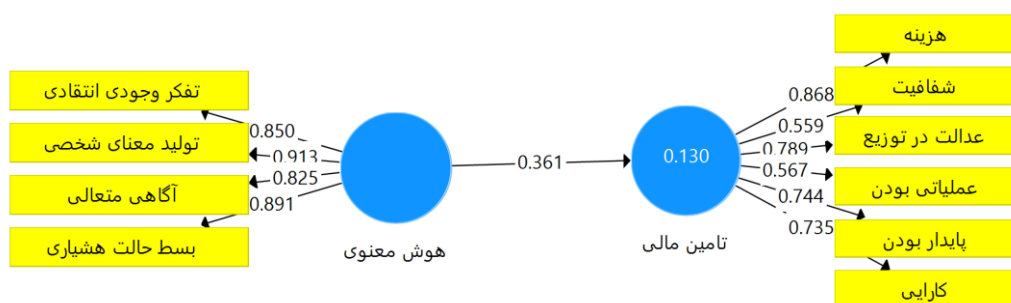 هزینه
شفافیت
عدالت در توزیع
عملیاتی بودن
پایدار بودن
کارایی
0.868
0.559
0.789
0.567
0.744
0.735
0.130
تامین مالی
0.361
هوش معنوی
0.850
0.913
0.825
0.891
تفکر وجودی انتقادی
تولید معنای شخصی
آگاهی متعالی
بسط حالت هشیاری